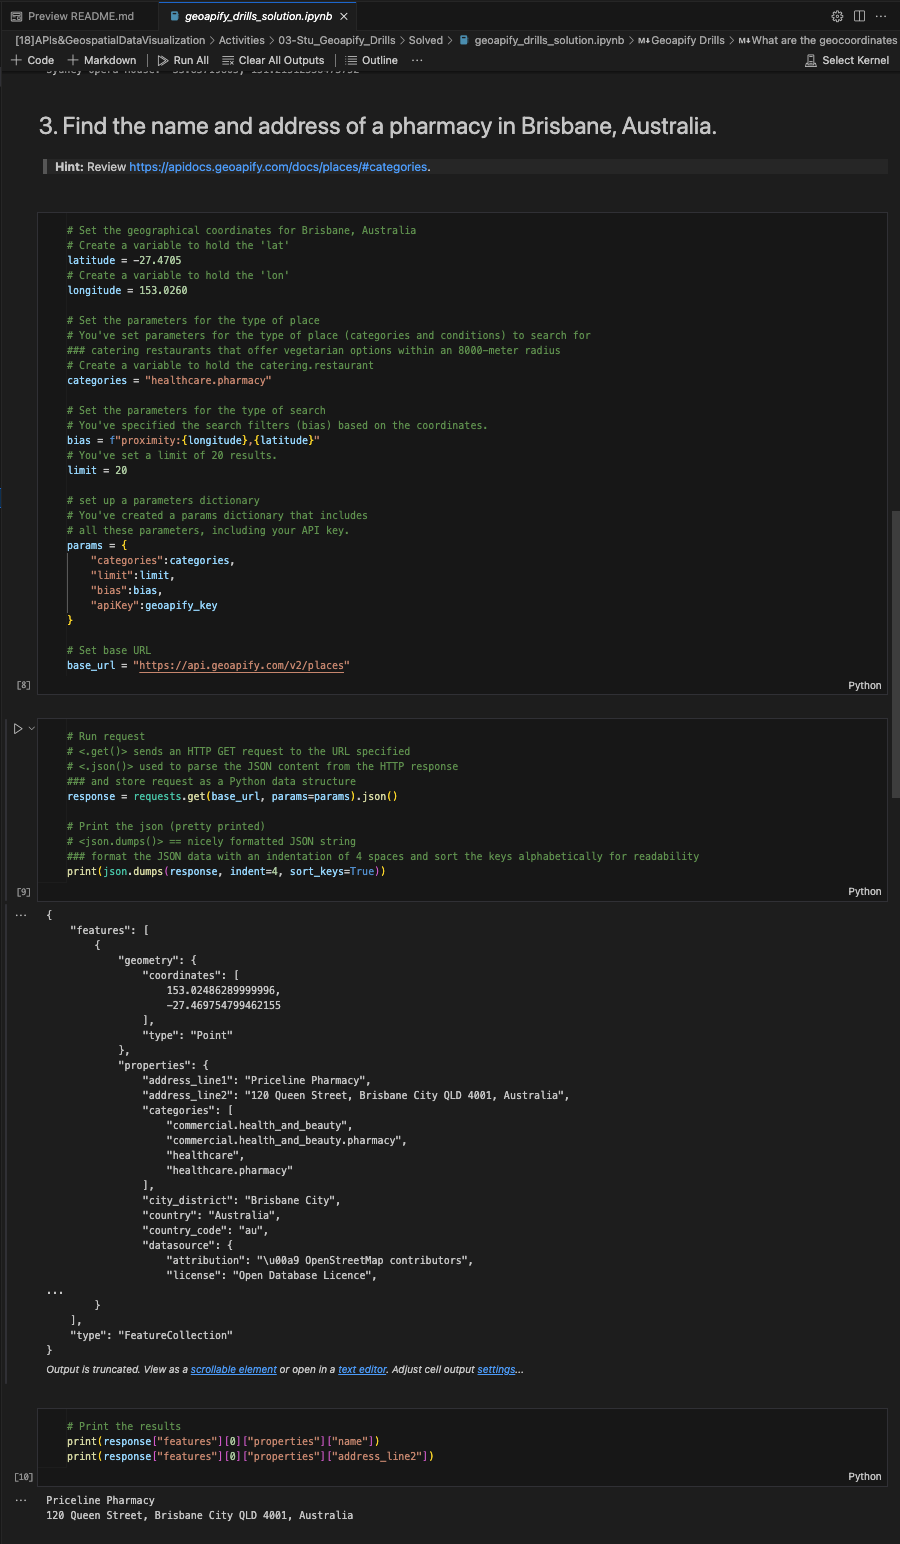 Preview README.md
geoapify_drills_solution.ipynb
[18]APIs&GeospatialDataVisualization > Activities > 03-Stu_Geoapify_Drills > Solved > geoapify_drills_solution.ipynb > M↓Geoapify Drills > M↓What are the geocoordinates
+ Code + Markdown | Run All Clear All Outputs | Outline ... Select Kernel
3. Find the name and address of a pharmacy in Brisbane, Australia.
Hint: Review https://apidocs.geoapify.com/docs/places/#categories.
# Set the geographical coordinates for Brisbane, Australia
# Create a variable to hold the 'lat'
latitude = -27.4705
# Create a variable to hold the 'lon'
longitude = 153.0260
# Set the parameters for the type of place
# You've set parameters for the type of place (categories and conditions) to search for
### catering restaurants that offer vegetarian options within an 8000-meter radius
# Create a variable to hold the catering.restaurant
categories = "healthcare.pharmacy"
# Set the parameters for the type of search
# You've specified the search filters (bias) based on the coordinates.
bias = f"proximity:{longitude},{latitude}"
# You've set a limit of 20 results.
limit = 20
# set up a parameters dictionary
# You've created a params dictionary that includes
# all these parameters, including your API key.
params = {
"categories":categories,
"limit":limit,
"bias":bias,
"apiKey":geoapify_key
}
# Set base URL
base_url = "https://api.geoapify.com/v2/places"
[8] Python
# Run request
# <.get()> sends an HTTP GET request to the URL specified
# <.json()> used to parse the JSON content from the HTTP response
### and store request as a Python data structure
response = requests.get(base_url, params=params).json()
# Print the json (pretty printed)
# <json.dumps()> == nicely formatted JSON string
### format the JSON data with an indentation of 4 spaces and sort the keys alphabetically for readability
print(json.dumps(response, indent=4, sort_keys=True))
[9] Python
... {
"features": [
{
"geometry": {
"coordinates": [
153.02486289999996,
-27.469754799462155
],
"type": "Point"
},
"properties": {
"address_line1": "Priceline Pharmacy",
"address_line2": "120 Queen Street, Brisbane City QLD 4001, Australia",
"categories": [
"commercial.health_and_beauty",
"commercial.health_and_beauty.pharmacy",
"healthcare",
"healthcare.pharmacy"
],
"city_district": "Brisbane City",
"country": "Australia",
"country_code": "au",
"datasource": {
"attribution": "\u00a9 OpenStreetMap contributors",
"license": "Open Database Licence",
...
}
],
"type": "FeatureCollection"
}
Output is truncated. View as a scrollable element or open in a text editor. Adjust cell output settings...
# Print the results
print(response["features"][0]["properties"]["name"])
print(response["features"][0]["properties"]["address_line2"])
[10] Python
... Priceline Pharmacy
120 Queen Street, Brisbane City QLD 4001, Australia